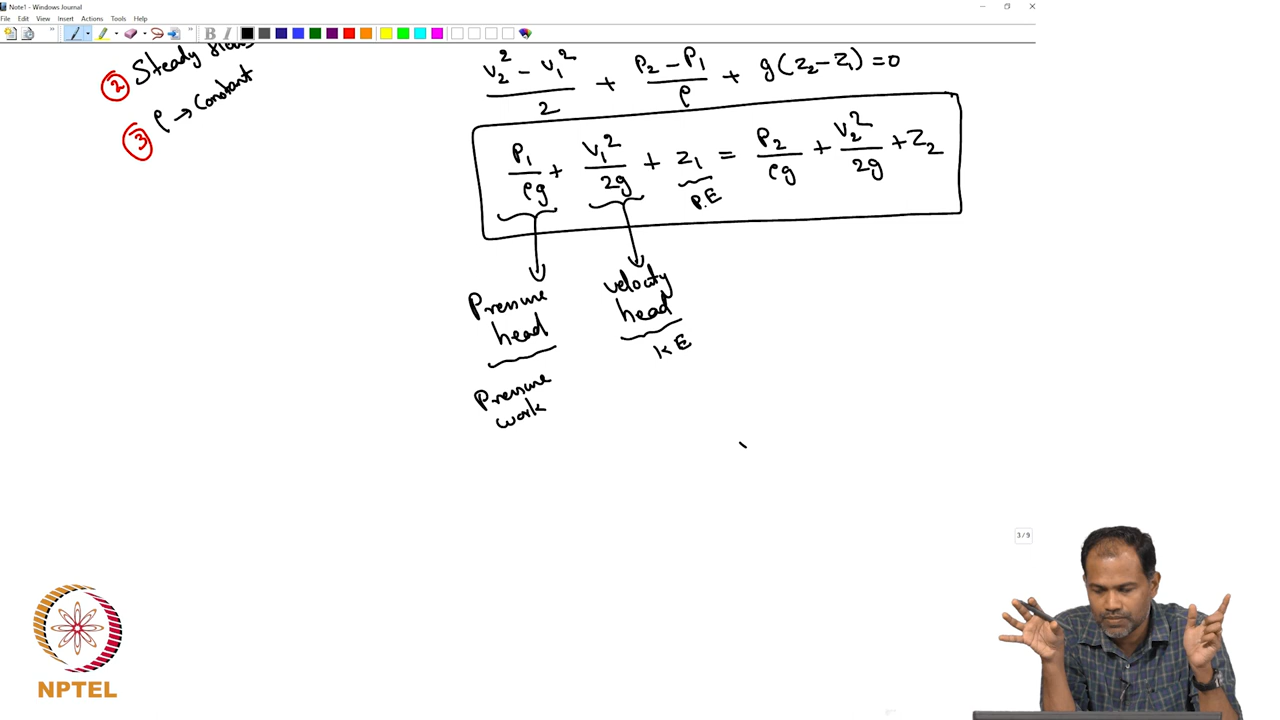 Note1 - Windows Journal
File Edit View Insert Actions Tools Help
B I
② Steady flow
③ ρ → Constant
(V₂² − V₁²)/2 + (P₂ − P₁)/ρ + g(Z₂ − Z₁) = 0
P₁/ρg + V₁²/2g + Z₁ = P₂/ρg + V₂²/2g + Z₂
P.E
Pressure head
velocity head
KE
Pressure work
3/9
NPTEL